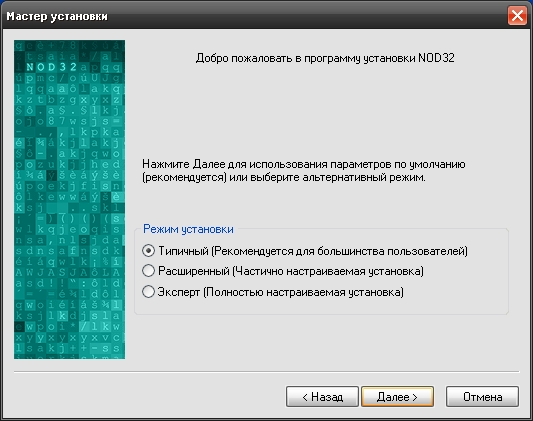 Мастер установки
NOD32
Добро пожаловать в программу установки NOD32
Нажмите Далее для использования параметров по умолчанию
(рекомендуется) или выберите альтернативный режим.
Режим установки
Типичный (Рекомендуется для большинства пользователей)
Расширенный (Частично настраиваемая установка)
Эксперт (Полностью настраиваемая установка)
< Назад
Далее >
Отмена